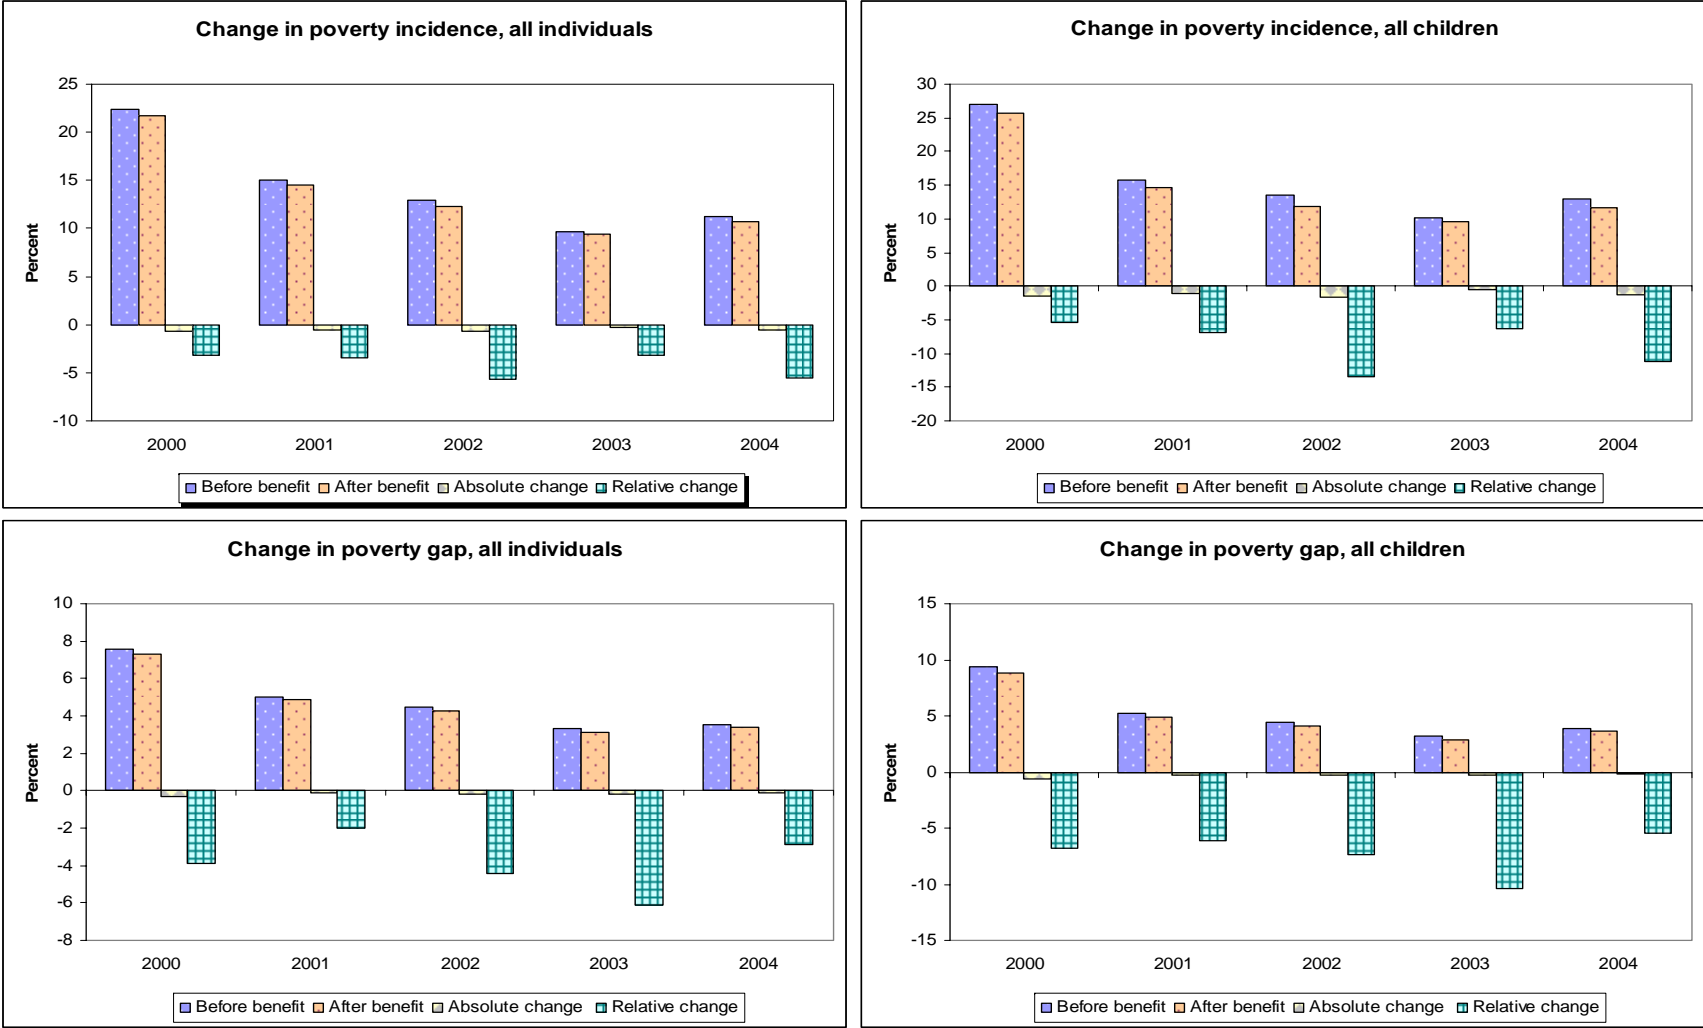 Change in poverty incidence, all individuals
25
20
15
10
5
0
-5
-10
Percent
2000 2001 2002 2003 2004
Before benefit After benefit Absolute change Relative change
Change in poverty incidence, all children
30
25
20
15
10
5
0
-5
-10
-15
-20
Percent
2000 2001 2002 2003 2004
Before benefit After benefit Absolute change Relative change
Change in poverty gap, all individuals
10
8
6
4
2
0
-2
-4
-6
-8
Percent
2000 2001 2002 2003 2004
Before benefit After benefit Absolute change Relative change
Change in poverty gap, all children
15
10
5
0
-5
-10
-15
Percent
2000 2001 2002 2003 2004
Before benefit After benefit Absolute change Relative change